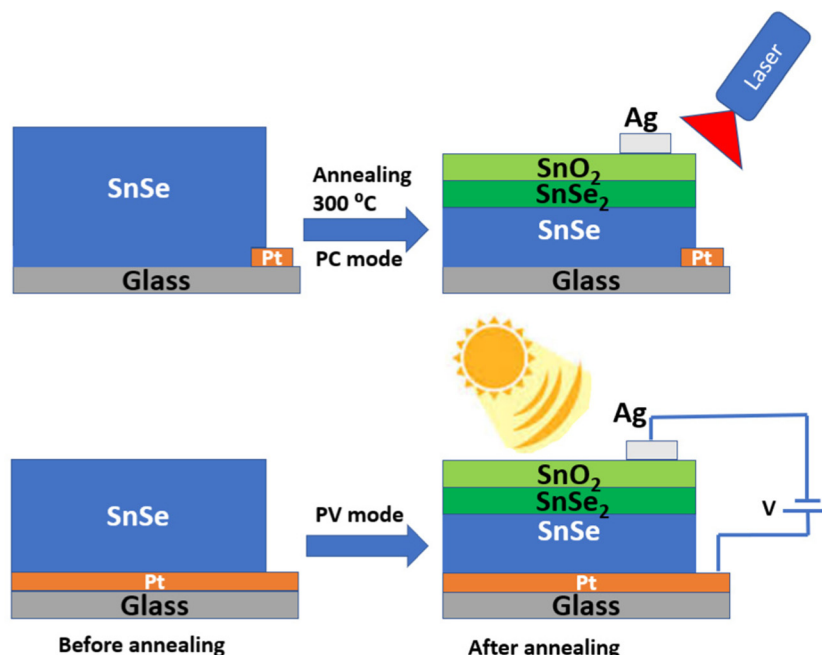 Laser
Ag
SnSe
Annealing
300 ⁰C
PC mode
SnO₂
SnSe₂
SnSe
Pt
Pt
Glass
Glass
Ag
SnSe
PV mode
SnO₂
SnSe₂
SnSe
V
Pt
Pt
Glass
Glass
Before annealing
After annealing